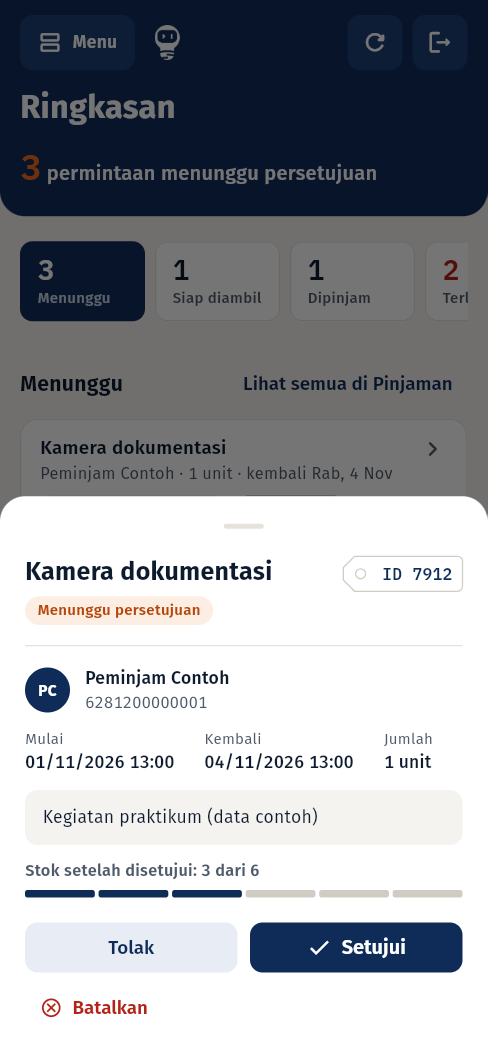 Menu
Ringkasan
3 permintaan menunggu persetujuan
3
Menunggu
1
Siap diambil
1
Dipinjam
2
Menunggu
Lihat semua di Pinjaman
Kamera dokumentasi
Peminjam Contoh · 1 unit · kembali Rab, 4 Nov
Kamera dokumentasi
ID 7912
Menunggu persetujuan
PC
Peminjam Contoh
6281200000001
Mulai
Kembali
Jumlah
01/11/2026 13:00
04/11/2026 13:00
1 unit
Kegiatan praktikum (data contoh)
Stok setelah disetujui: 3 dari 6
Tolak
Setujui
Batalkan